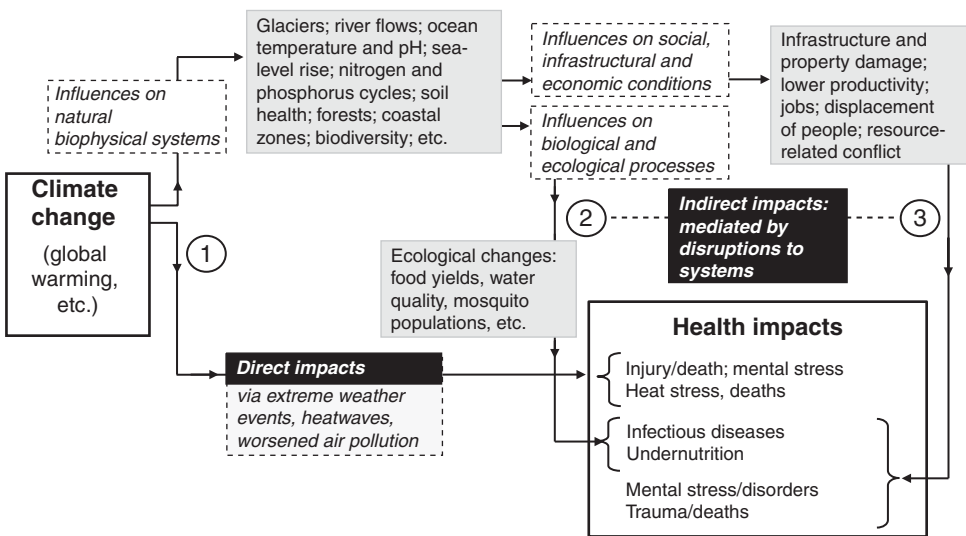 Glaciers; river flows; ocean
temperature and pH; sea-
level rise; nitrogen and
phosphorus cycles; soil
health; forests; coastal
zones; biodiversity; etc.
Influences on social,
infrastructural and
economic conditions
Infrastructure and
property damage;
lower productivity;
jobs; displacement
of people; resource-
related conflict
Influences on
natural
biophysical systems
Influences on
biological and
ecological processes
Climate
change
(global
warming,
etc.)
1
2
Indirect impacts:
mediated by
disruptions to
systems
3
Ecological changes:
food yields, water
quality, mosquito
populations, etc.
Direct impacts
via extreme weather
events, heatwaves,
worsened air pollution
Health impacts
Injury/death; mental stress
Heat stress, deaths
Infectious diseases
Undernutrition
Mental stress/disorders
Trauma/deaths